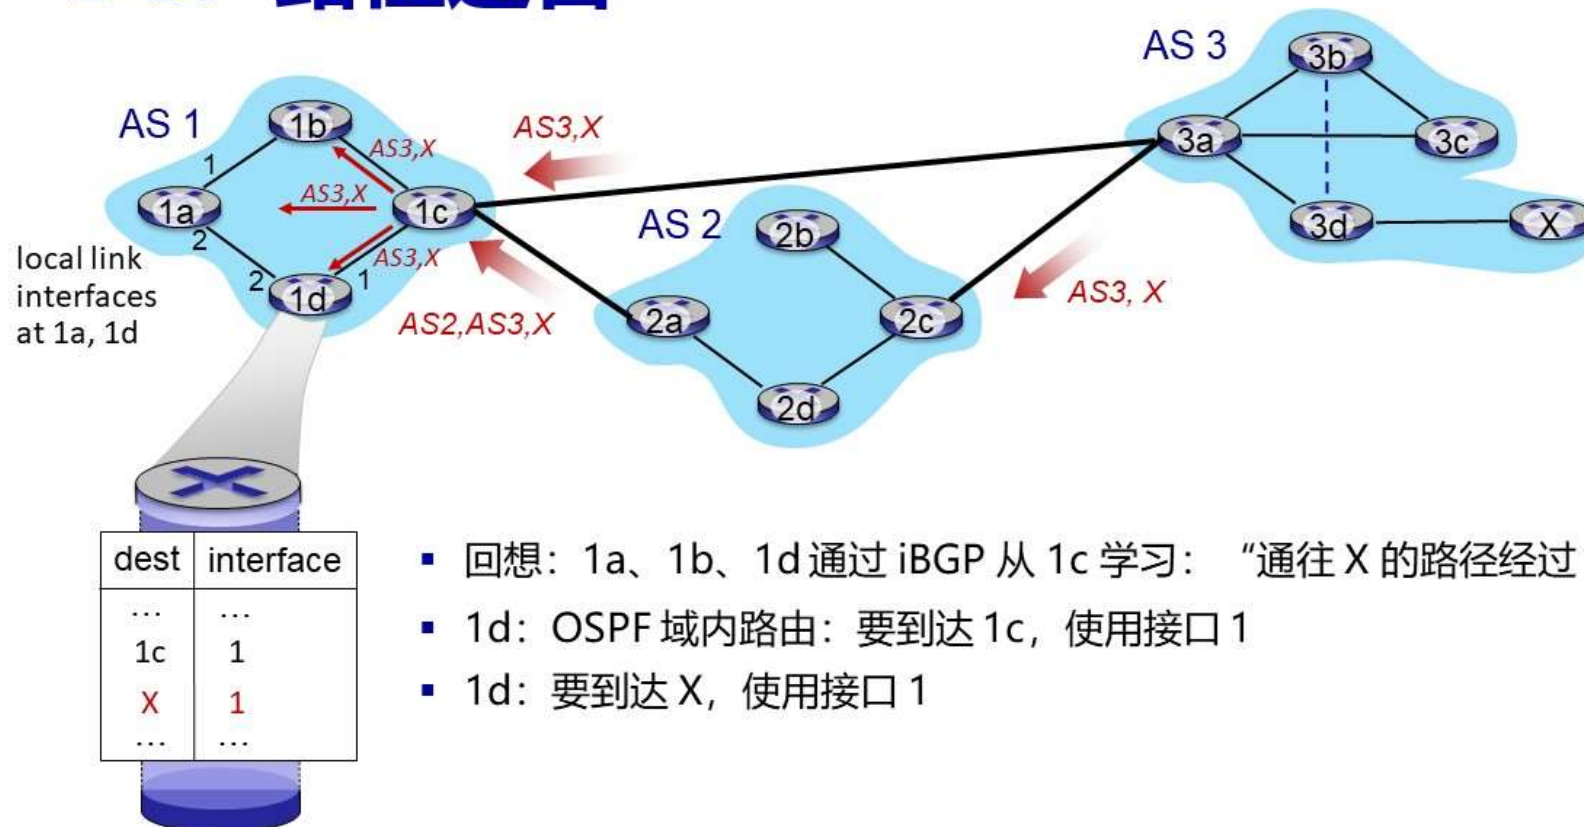 AS 3
3b
3a
3c
3d
X
AS 1
1b
AS3,X
AS3,X
1
1a
AS3,X
1c
2
AS3,X
2
1d
1
local link
interfaces
at 1a, 1d
AS2,AS3,X
AS 2
2b
2a
2c
2d
AS3, X
dest interface
... ...
1c 1
X 1
... ...
▪ 回想：1a、1b、1d 通过 iBGP 从 1c 学习： “通往 X 的路径经过
▪ 1d：OSPF 域内路由：要到达 1c，使用接口 1
▪ 1d：要到达 X，使用接口 1